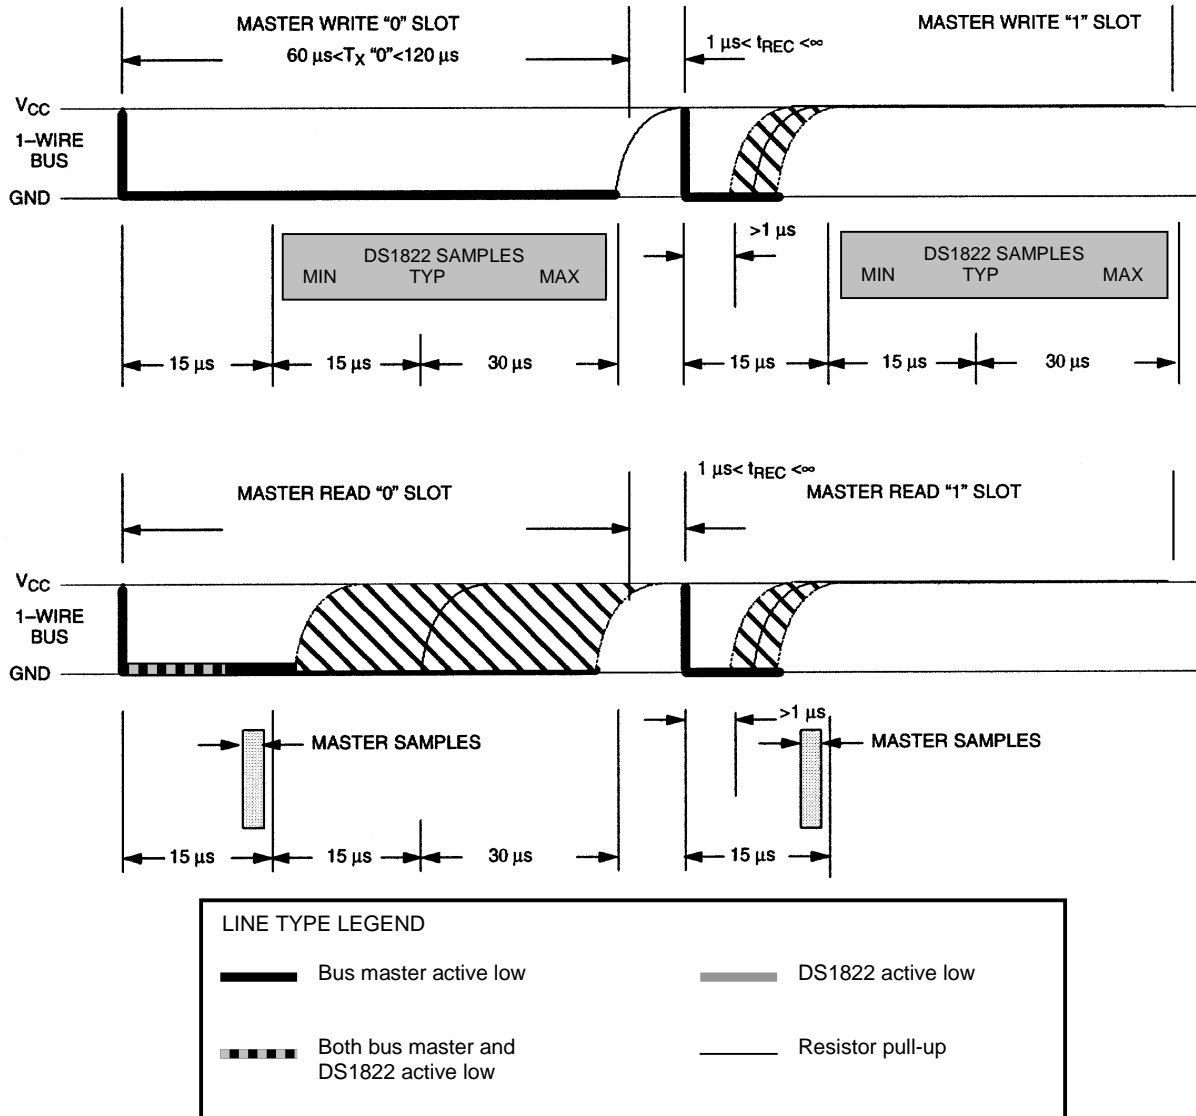 MASTER WRITE “0” SLOT
60 µs<TX “0”<120 µs
1 µs< tREC <∞
MASTER WRITE “1” SLOT
VCC
1–WIRE
BUS
GND
DS1822 SAMPLES
MIN TYP MAX
>1 µs
DS1822 SAMPLES
MIN TYP MAX
15 µs 15 µs 30 µs 15 µs 15 µs 30 µs
MASTER READ “0” SLOT
1 µs< tREC <∞
MASTER READ “1” SLOT
VCC
1–WIRE
BUS
GND
>1 µs
MASTER SAMPLES
MASTER SAMPLES
15 µs 15 µs 30 µs 15 µs
LINE TYPE LEGEND
Bus master active low
DS1822 active low
Both bus master and
DS1822 active low
Resistor pull-up